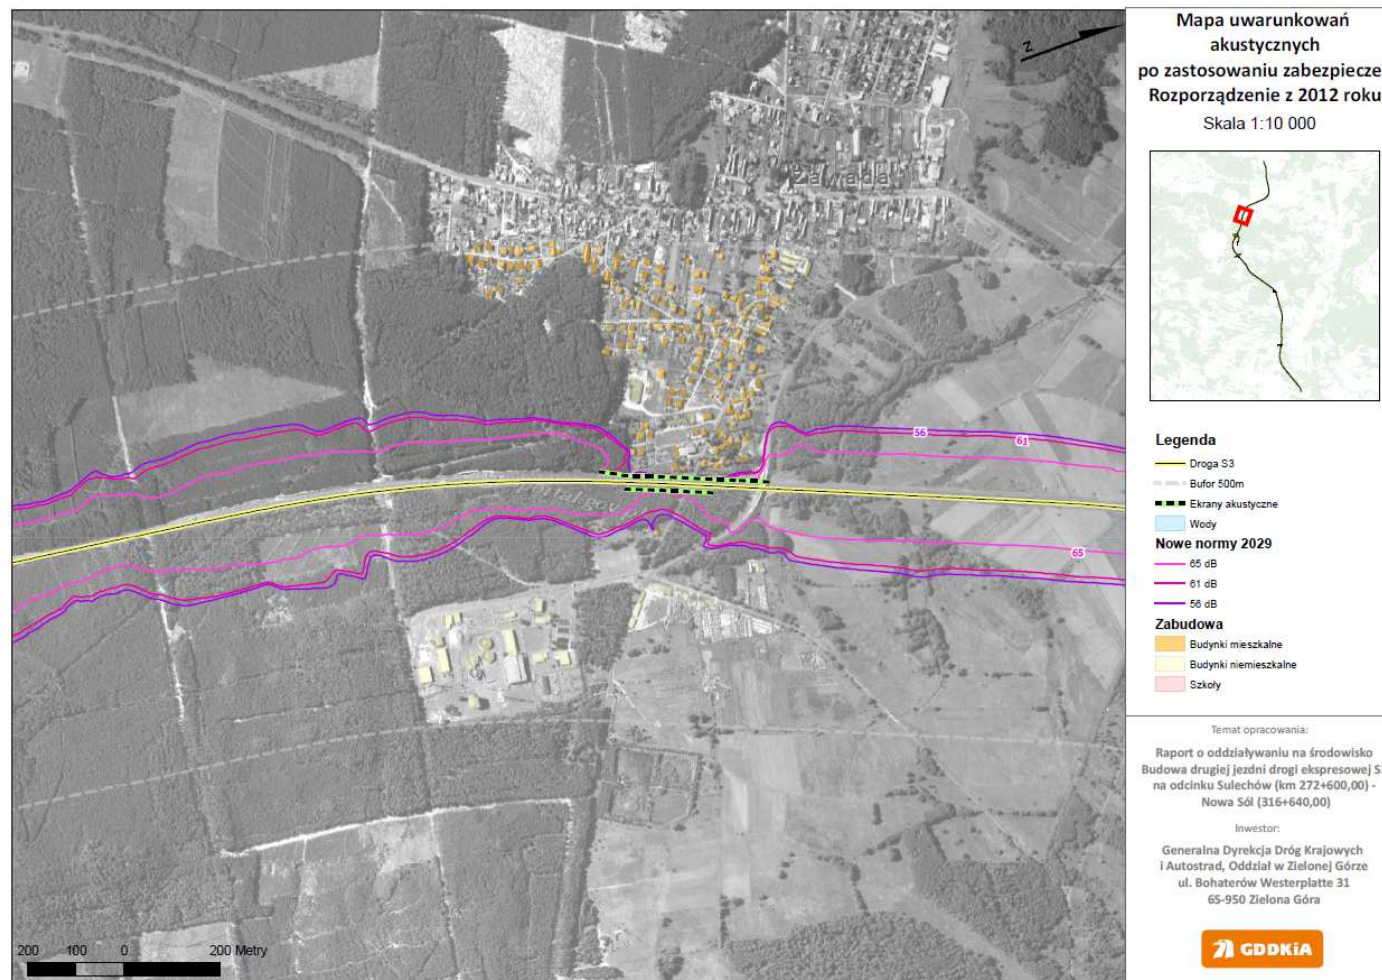 Mapa uwarunkowań
akustycznych
po zastosowaniu zabezpiecze
Rozporządzenie z 2012 roku
Skala 1:10 000
N
Zawada
56
61
65
Legenda
Droga S3
Bufor 500m
Ekrany akustyczne
Wody
Nowe normy 2029
65 dB
61 dB
56 dB
Zabudowa
Budynki mieszkalne
Budynki niemieszkalne
Szkoły
Temat opracowania:
Raport o oddziaływaniu na środowisko
Budowa drugiej jezdni drogi ekspresowej S
na odcinku Sulechów (km 272+600,00) -
Nowa Sól (316+640,00)
Inwestor:
Generalna Dyrekcja Dróg Krajowych
i Autostrad, Oddział w Zielonej Górze
ul. Bohaterów Westerplatte 31
65-950 Zielona Góra
GDDKiA
200 100 0 200 Metry